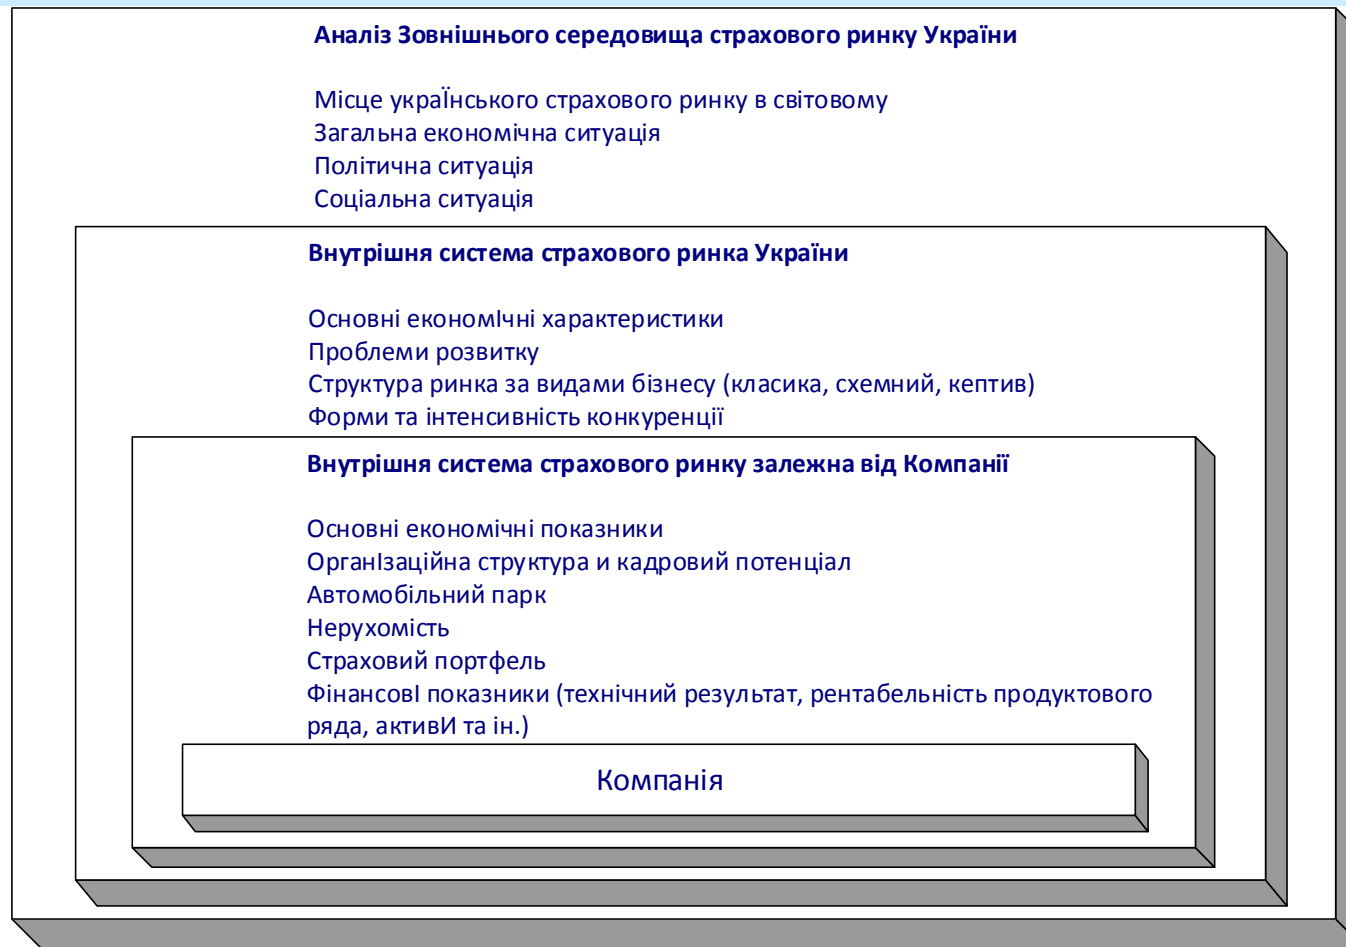 Аналіз Зовнішнього середовища страхового ринку України
Місце украЇнського страхового ринку в світовому
Загальна економічна ситуація
Політична ситуація
Соціальна ситуація
Внутрішня система страхового ринка України
Основні економІчні характеристики
Проблеми розвитку
Структура ринка за видами бізнесу (класика, схемний, кептив)
Форми та інтенсивність конкуренції
Внутрішня система страхового ринку залежна від Компанії
Основні економічні показники
ОрганІзаційна структура и кадровий потенціал
Автомобільний парк
Нерухомість
Страховий портфель
ФінансовІ показники (технічний результат, рентабельність продуктового
ряда, активИ та ін.)
Компанія